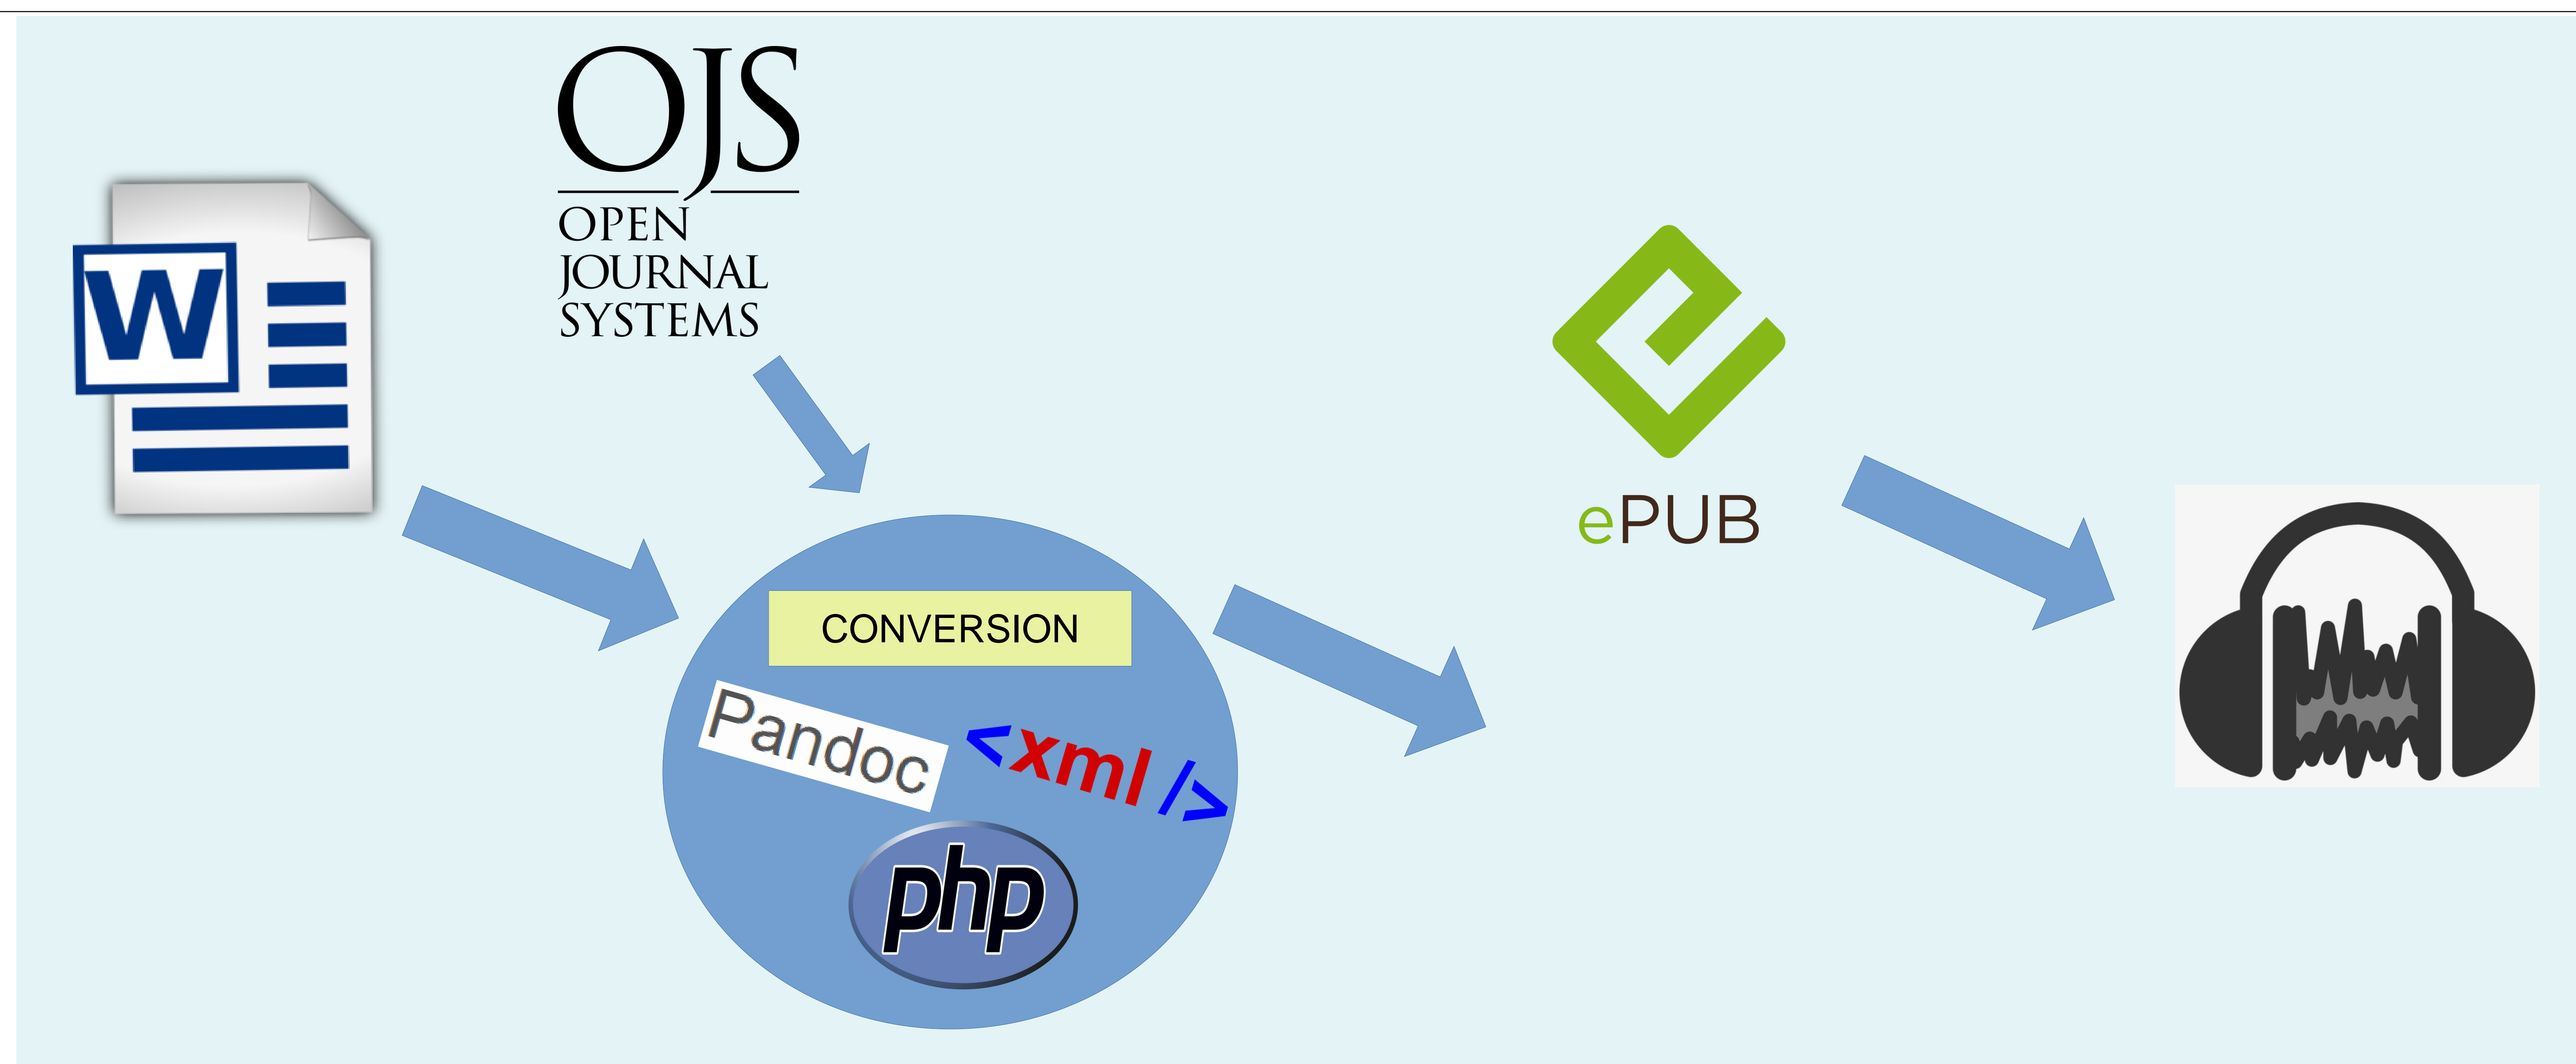 OJS
OPEN
JOURNAL
SYSTEMS
W
ePUB
CONVERSION
Pandoc
<xml/>
php